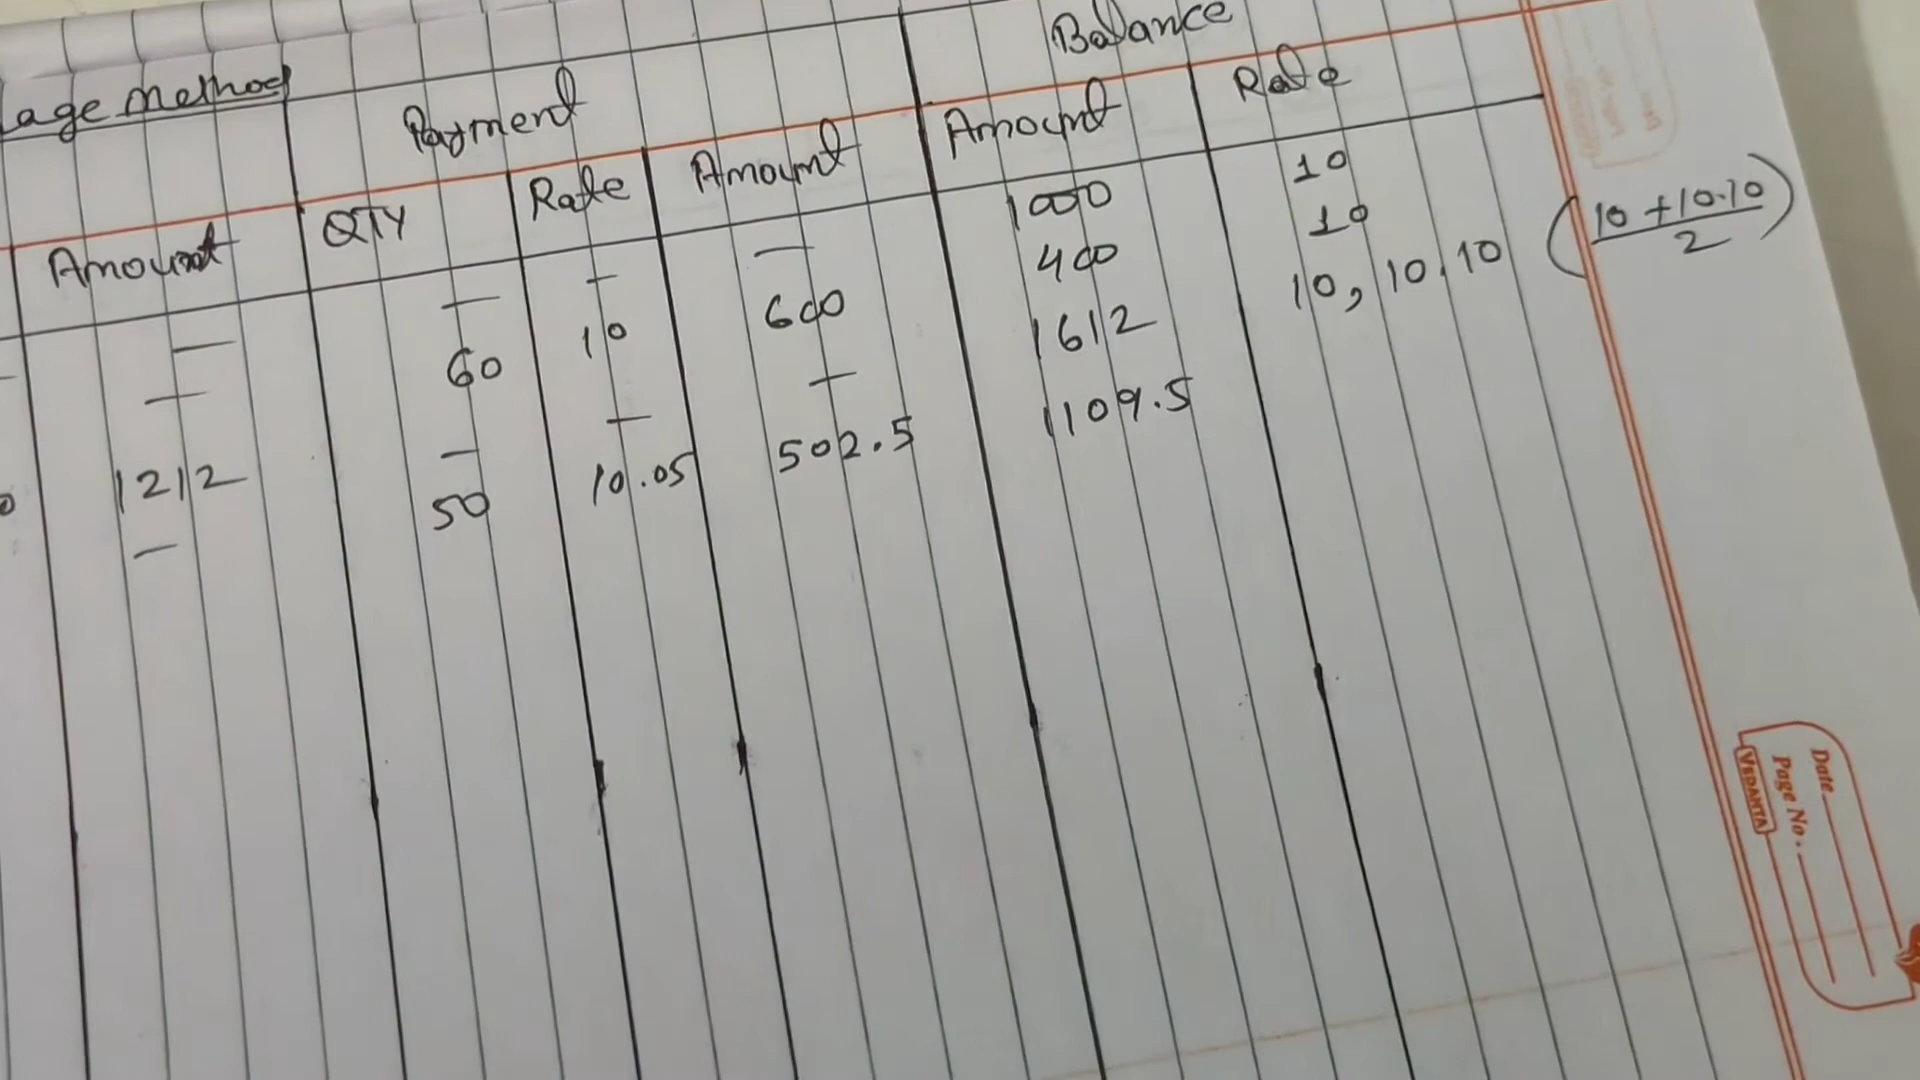 age Method Payment Balance
Amount QTY Rate Amount Amount Rate
— — — — 1000 10
— 60 10 600 400 10
1212 — — — 1612 10, 10.10 (10 + 10.10 / 2)
— 50 10.05 502.5 1109.5
Date
Page No.
VEDANTA